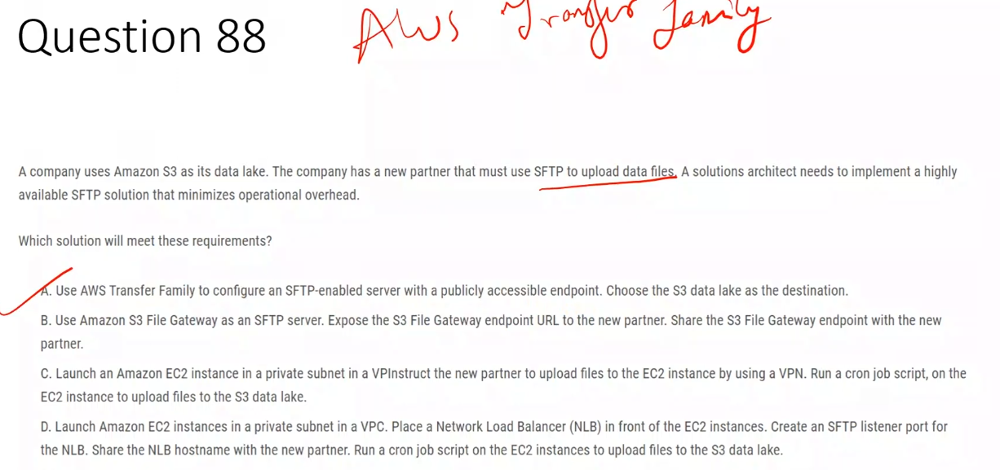 Question 88
AWS Transfer family
A company uses Amazon S3 as its data lake. The company has a new partner that must use SFTP to upload data files. A solutions architect needs to implement a highly
available SFTP solution that minimizes operational overhead.
Which solution will meet these requirements?
A. Use AWS Transfer Family to configure an SFTP-enabled server with a publicly accessible endpoint. Choose the S3 data lake as the destination.
B. Use Amazon S3 File Gateway as an SFTP server. Expose the S3 File Gateway endpoint URL to the new partner. Share the S3 File Gateway endpoint with the new
partner.
C. Launch an Amazon EC2 instance in a private subnet in a VPInstruct the new partner to upload files to the EC2 instance by using a VPN. Run a cron job script, on the
EC2 instance to upload files to the S3 data lake.
D. Launch Amazon EC2 instances in a private subnet in a VPC. Place a Network Load Balancer (NLB) in front of the EC2 instances. Create an SFTP listener port for
the NLB. Share the NLB hostname with the new partner. Run a cron job script on the EC2 instances to upload files to the S3 data lake.